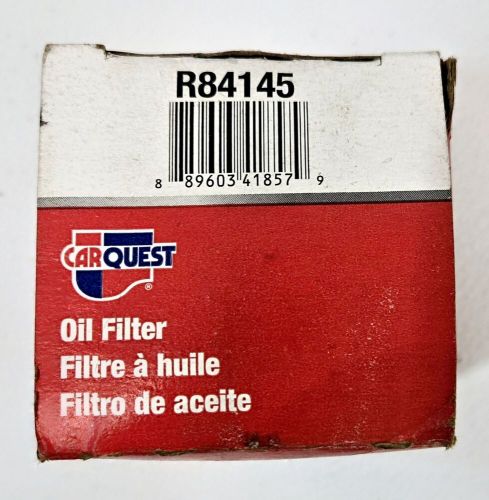 R84145
8 89603 41857 9
CARQUEST®
Oil Filter
Filtre à huile
Filtro de aceite